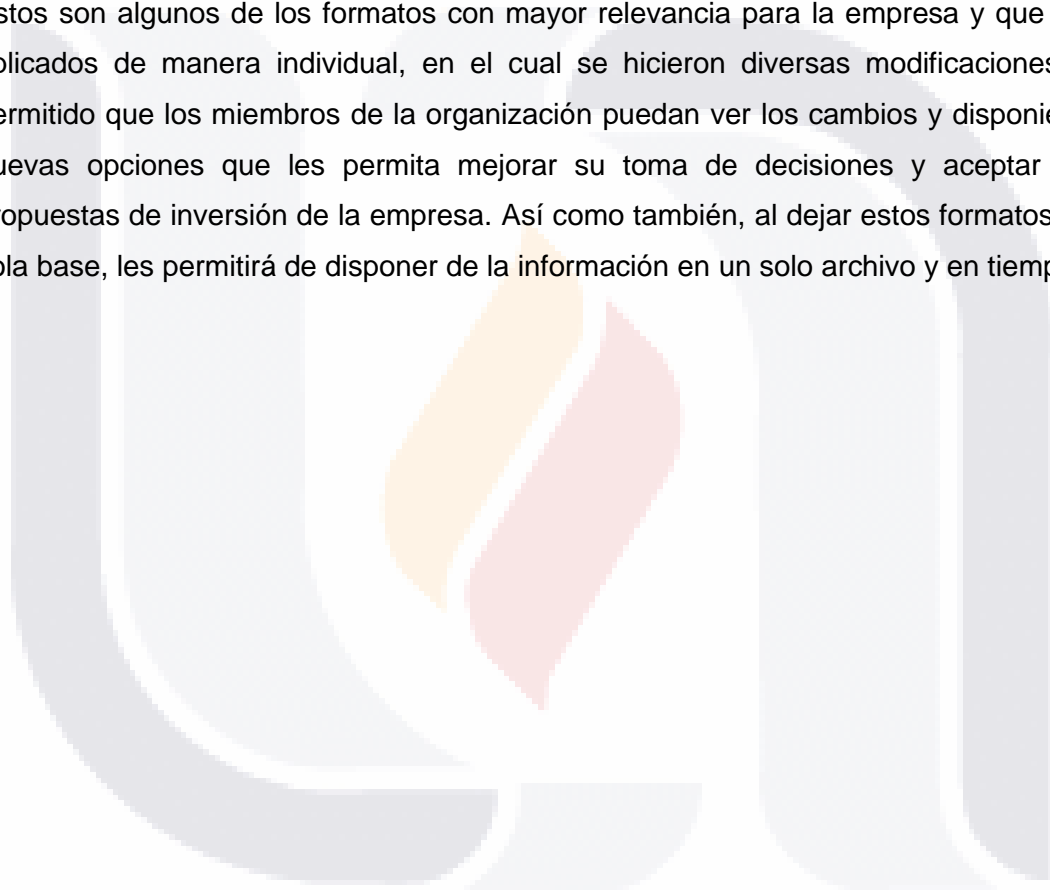 stos son algunos de los formatos con mayor relevancia para la empresa y que
plicados de manera individual, en el cual se hicieron diversas modificaciones
ermitido que los miembros de la organización puedan ver los cambios y disponie
uevas opciones que les permita mejorar su toma de decisiones y aceptar
ropuestas de inversión de la empresa. Así como también, al dejar estos formatos
ola base, les permitirá de disponer de la información en un solo archivo y en tiemp